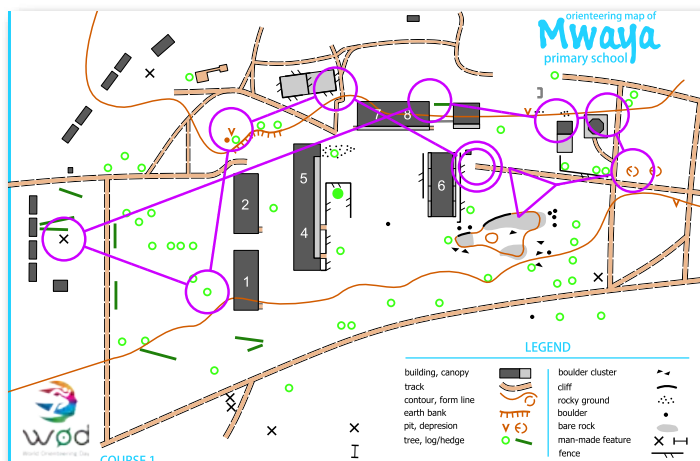 orienteering map of
Mwaya
primary school
7 8
5
6
2
4
1
LEGEND
building, canopy
track
contour, form line
earth bank
pit, depresion
tree, log/hedge
boulder cluster
cliff
rocky ground
boulder
bare rock
man-made feature
fence
wod
World Orienteering Day
COURSE 1